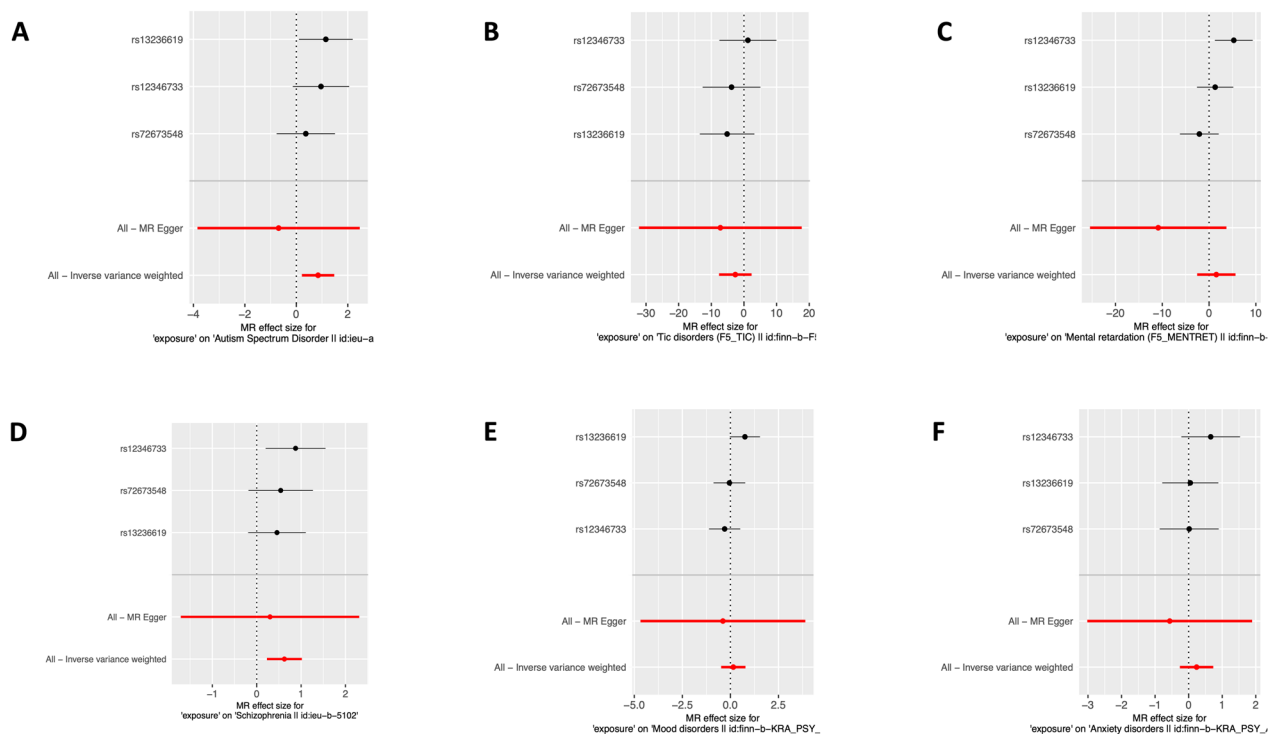 A
rs13236619
rs12346733
rs72673548
All – MR Egger
All – Inverse variance weighted
−4 −2 0 2
MR effect size for
'exposure' on 'Autism Spectrum Disorder || id:ieu-a
B
rs12346733
rs72673548
rs13236619
All – MR Egger
All – Inverse variance weighted
−30 −20 −10 0 10 20
MR effect size for
'exposure' on 'Tic disorders (F5_TIC) || id:finn-b-F5
C
rs12346733
rs13236619
rs72673548
All – MR Egger
All – Inverse variance weighted
−20 −10 0 10
MR effect size for
'exposure' on 'Mental retardation (F5_MENTRET) || id:finn-b-
D
rs12346733
rs72673548
rs13236619
All – MR Egger
All – Inverse variance weighted
−1 0 1 2
MR effect size for
'exposure' on 'Schizophrenia || id:ieu-b-5102'
E
rs13236619
rs72673548
rs12346733
All – MR Egger
All – Inverse variance weighted
−5.0 −2.5 0.0 2.5
MR effect size for
'exposure' on 'Mood disorders || id:finn-b-KRA_PSY_
F
rs12346733
rs13236619
rs72673548
All – MR Egger
All – Inverse variance weighted
−3 −2 −1 0 1 2
MR effect size for
'exposure' on 'Anxiety disorders || id:finn-b-KRA_PSY_